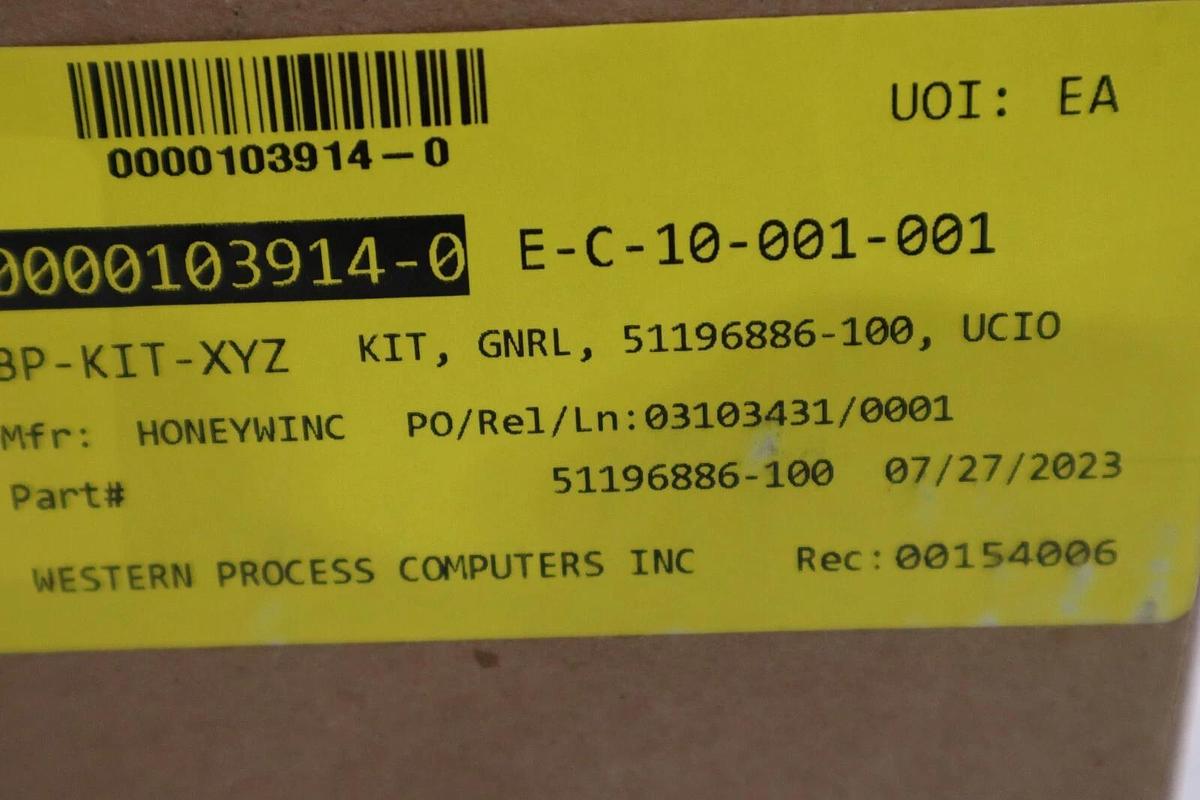 UOI: EA
0000103914-0
0000103914-0 E-C-10-001-001
BP-KIT-XYZ KIT, GNRL, 51196886-100, UCIO
Mfr: HONEYWINC PO/Rel/Ln:03103431/0001
Part# 51196886-100 07/27/2023
WESTERN PROCESS COMPUTERS INC Rec:00154006